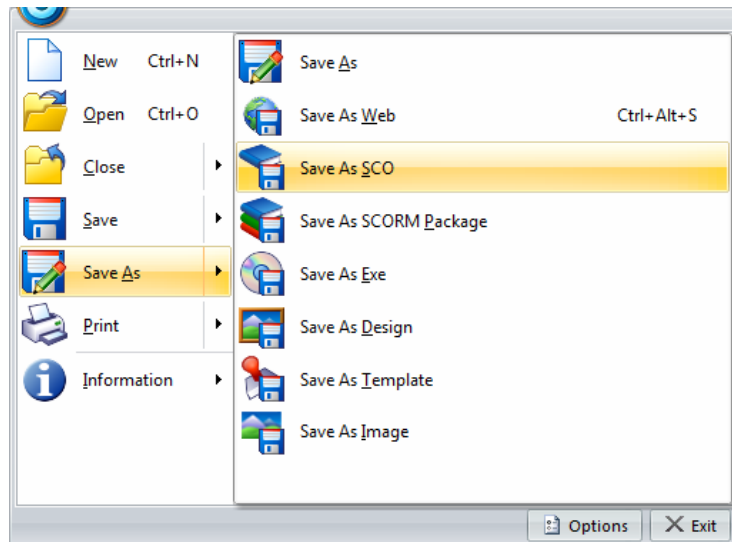 New Ctrl+N
Open Ctrl+O
Close
Save
Save As
Print
Information
Save As
Save As Web Ctrl+Alt+S
Save As SCO
Save As SCORM Package
Save As Exe
Save As Design
Save As Template
Save As Image
Options
Exit